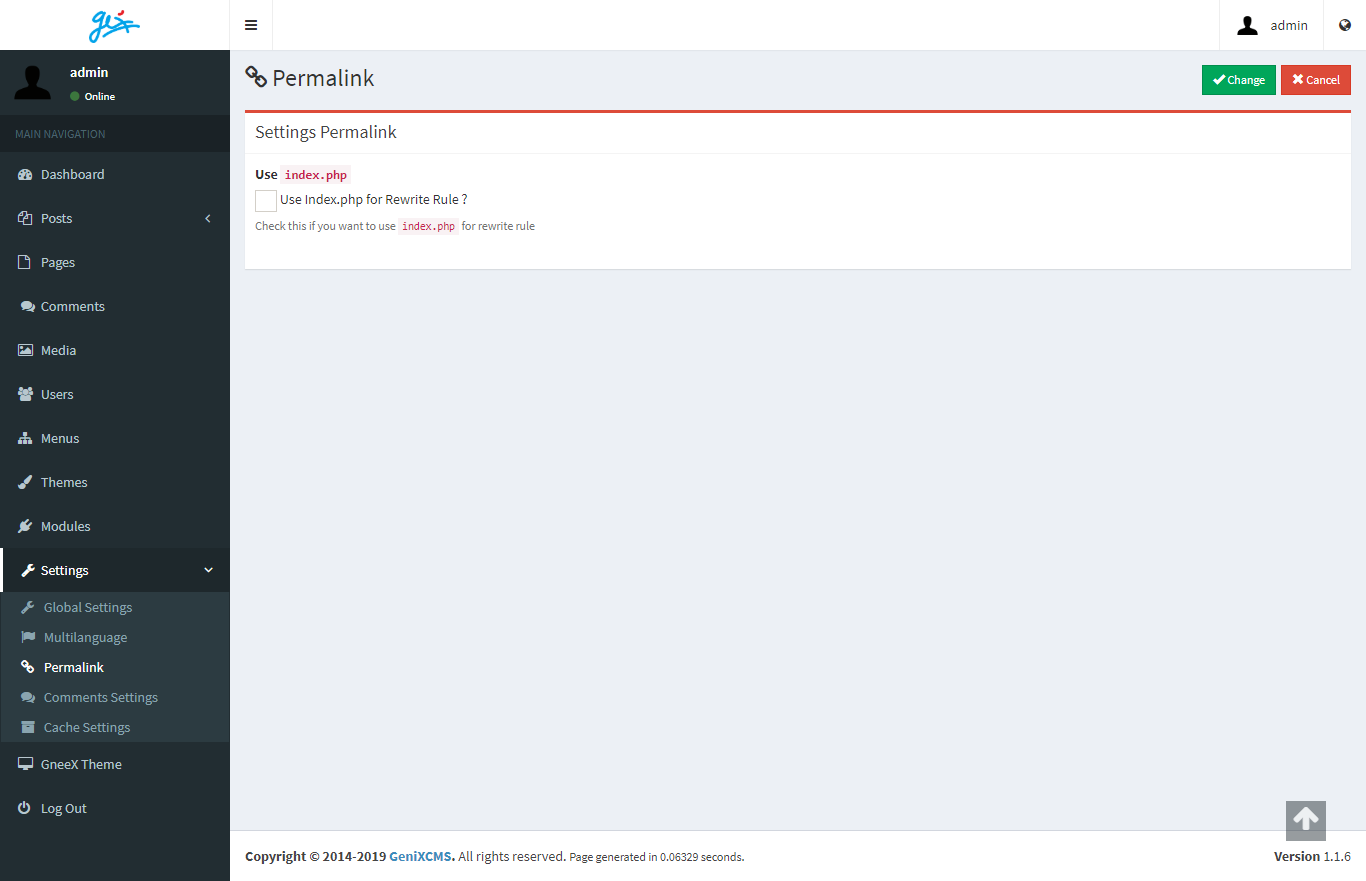 gix
admin
admin
Online
MAIN NAVIGATION
Dashboard
Posts
Pages
Comments
Media
Users
Menus
Themes
Modules
Settings
Global Settings
Multilanguage
Permalink
Comments Settings
Cache Settings
GneeX Theme
Log Out
Permalink
Change
Cancel
Settings Permalink
Use index.php
Use Index.php for Rewrite Rule ?
Check this if you want to use index.php for rewrite rule
Copyright © 2014-2019 GeniXCMS. All rights reserved. Page generated in 0.06329 seconds.
Version 1.1.6